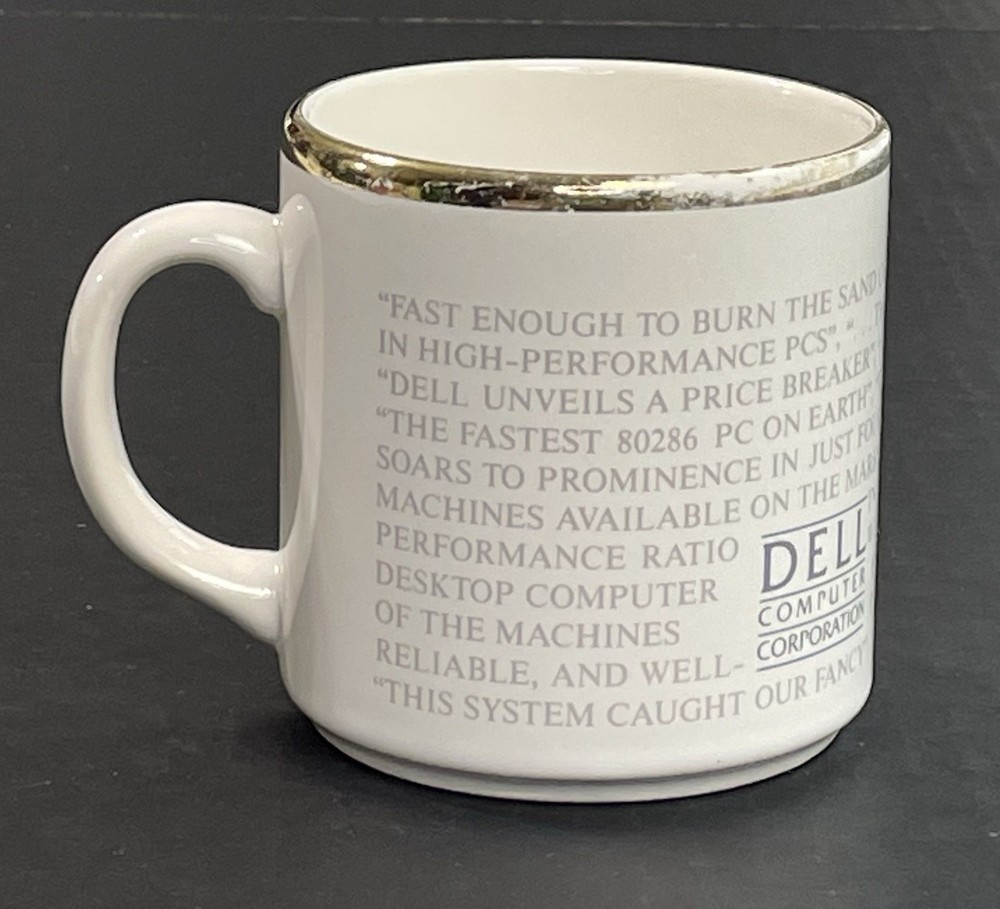 “FAST ENOUGH TO BURN THE SAND
IN HIGH-PERFORMANCE PCS”, “. . .
“DELL UNVEILS A PRICE BREAKER”
“THE FASTEST 80286 PC ON EARTH”,
SOARS TO PROMINENCE IN JUST
MACHINES AVAILABLE ON THE
PERFORMANCE RATIO
DESKTOP COMPUTER
OF THE MACHINES
RELIABLE, AND WELL-
“THIS SYSTEM CAUGHT OUR FANCY”
DELL
COMPUTER
CORPORATION